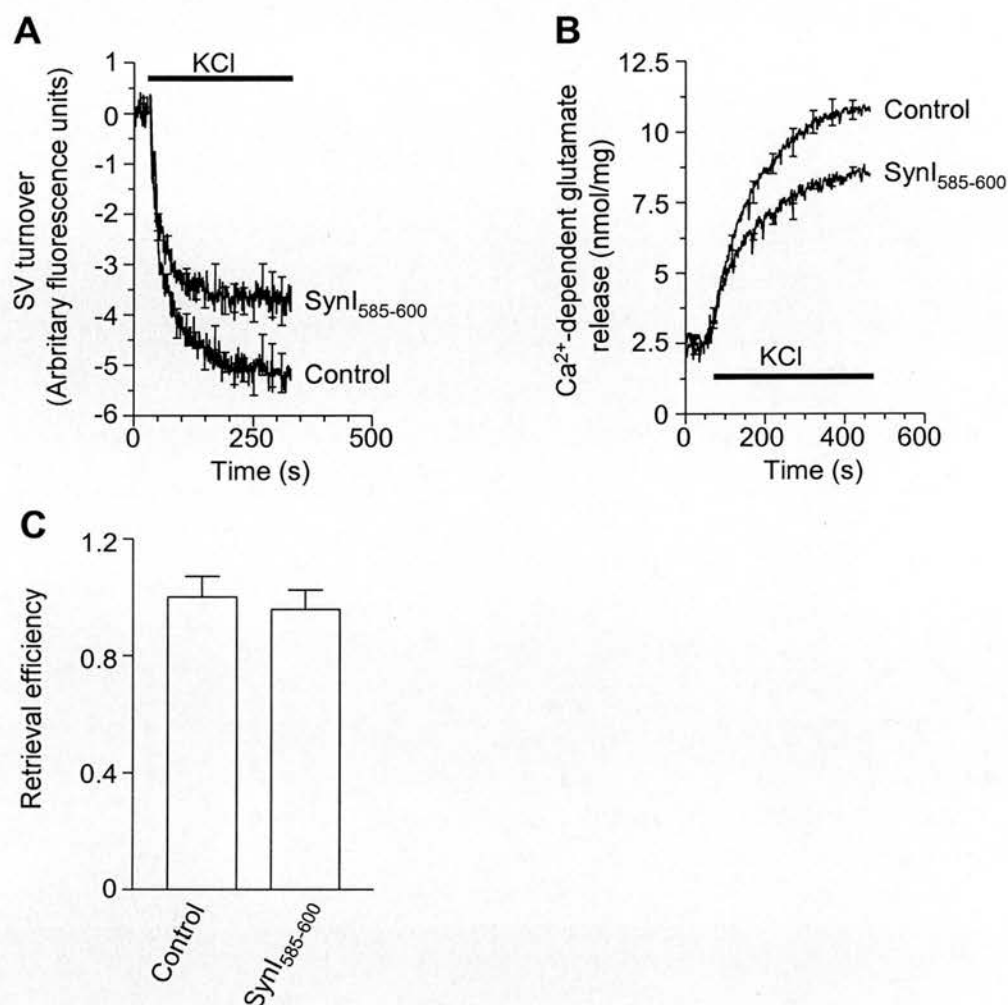 A
SV turnover
(Arbritary fluorescence units)
1
0
-1
-2
-3
-4
-5
-6
KCl
SynI585-600
Control
0
250
500
Time (s)
B
Ca2+-dependent glutamate
release (nmol/mg)
12.5
10
7.5
5
2.5
0
Control
SynI585-600
KCl
0
200
400
600
Time (s)
C
Retrieval efficiency
1.2
0.8
0.4
0
Control
SynI585-600